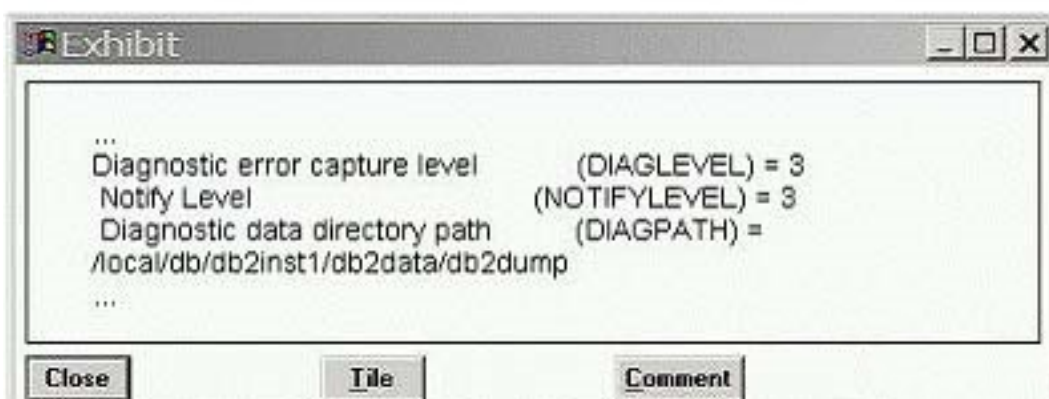 Exhibit
...
Diagnostic error capture level (DIAGLEVEL) = 3
Notify Level (NOTIFYLEVEL) = 3
Diagnostic data directory path (DIAGPATH) =
/local/db/db2inst1/db2data/db2dump
...
Close Tile Comment